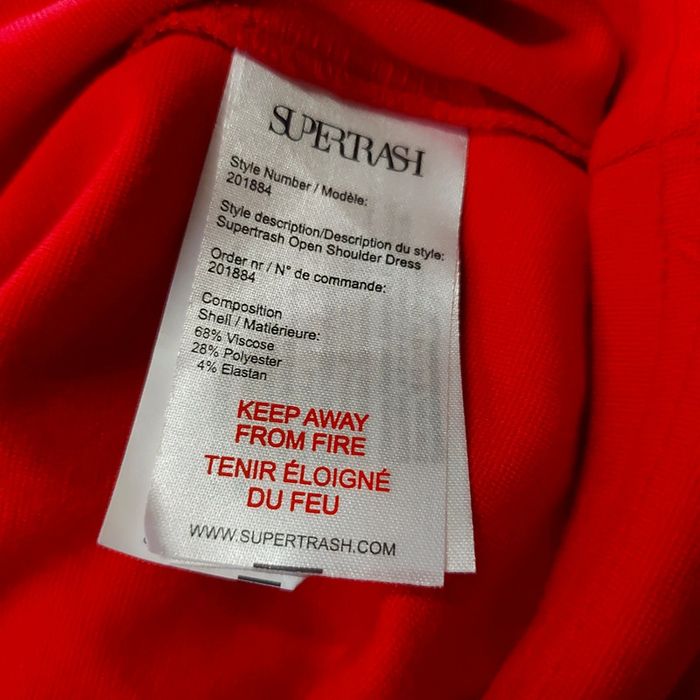 SUPERTRASH
Style Number / Modèle:
201884
Style description/Description du style:
Supertrash Open Shoulder Dress
Order nr / N° de commande:
201884
Composition
Shell / Matiérieure:
68% Viscose
28% Polyester
4% Elastan
KEEP AWAY
FROM FIRE
TENIR ÉLOIGNÉ
DU FEU
WWW.SUPERTRASH.COM